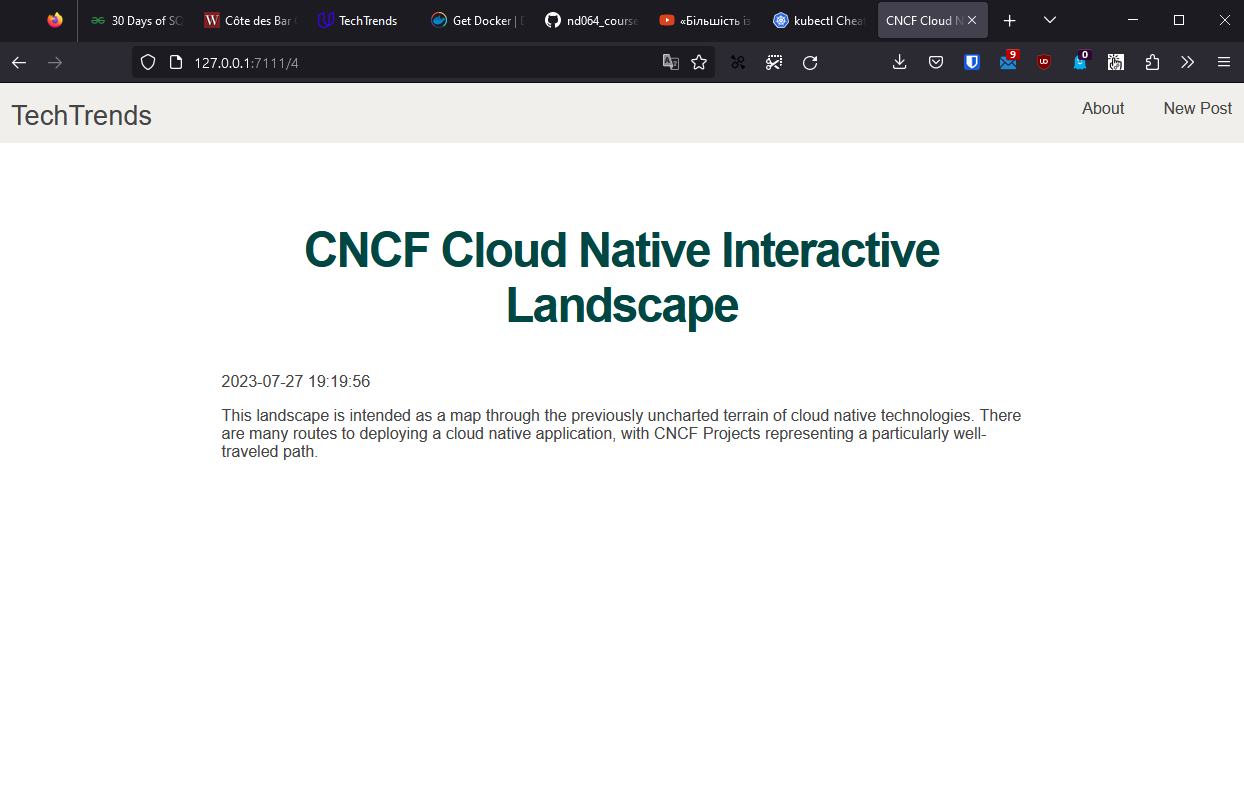 30 Days of SQ
Côte des Bar
TechTrends
Get Docker |
nd064_course
«Більшість із
kubectl Chea
CNCF Cloud N
127.0.0.1:7111/4
9
UD
0
TechTrends
About
New Post
CNCF Cloud Native Interactive
Landscape
2023-07-27 19:19:56
This landscape is intended as a map through the previously uncharted terrain of cloud native technologies. There
are many routes to deploying a cloud native application, with CNCF Projects representing a particularly well-
traveled path.